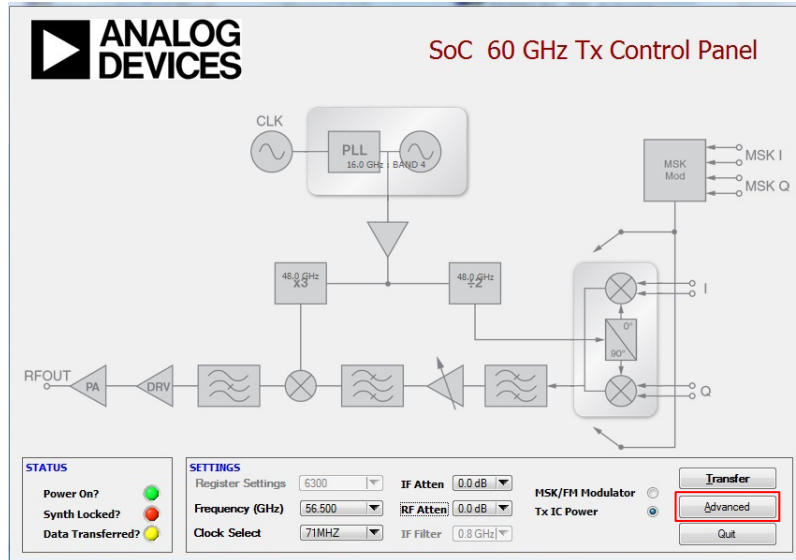 ANALOG
DEVICES
SoC 60 GHz Tx Control Panel
CLK
PLL
16.0 GHz : BAND 4
MSK
Mod
MSK I
MSK Q
48.0 GHz
x3
48.0 GHz
÷2
I
0°
90°
RFOUT
PA
DRV
Q
STATUS
Power On?
Synth Locked?
Data Transferred?
SETTINGS
Register Settings 6300
Frequency (GHz) 56.500
Clock Select 71MHZ
IF Atten 0.0 dB
RF Atten 0.0 dB
IF Filter 0.8 GHz
MSK/FM Modulator
Tx IC Power
Transfer
Advanced
Quit